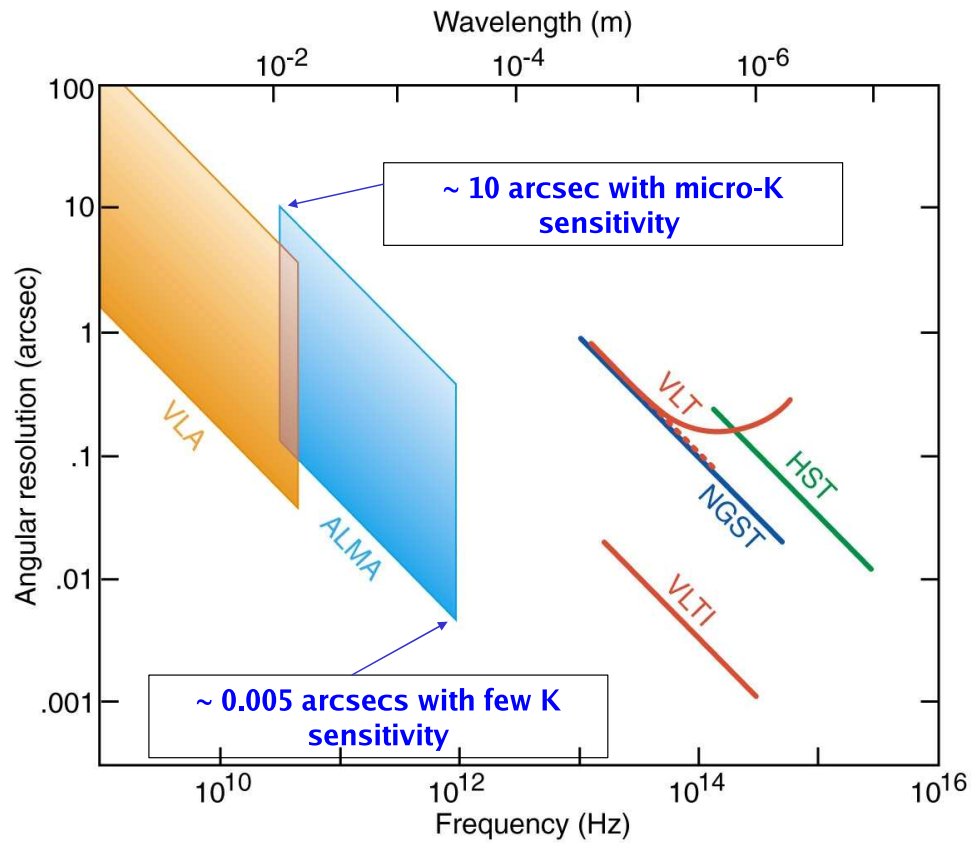 Wavelength (m)
10-2 10-4 10-6
100
10
1
.1
.01
.001
Angular resolution (arcsec)
~ 10 arcsec with micro-K
sensitivity
VLA
ALMA
VLT
HST
NGST
VLTI
~ 0.005 arcsecs with few K
sensitivity
1010 1012 1014 1016
Frequency (Hz)